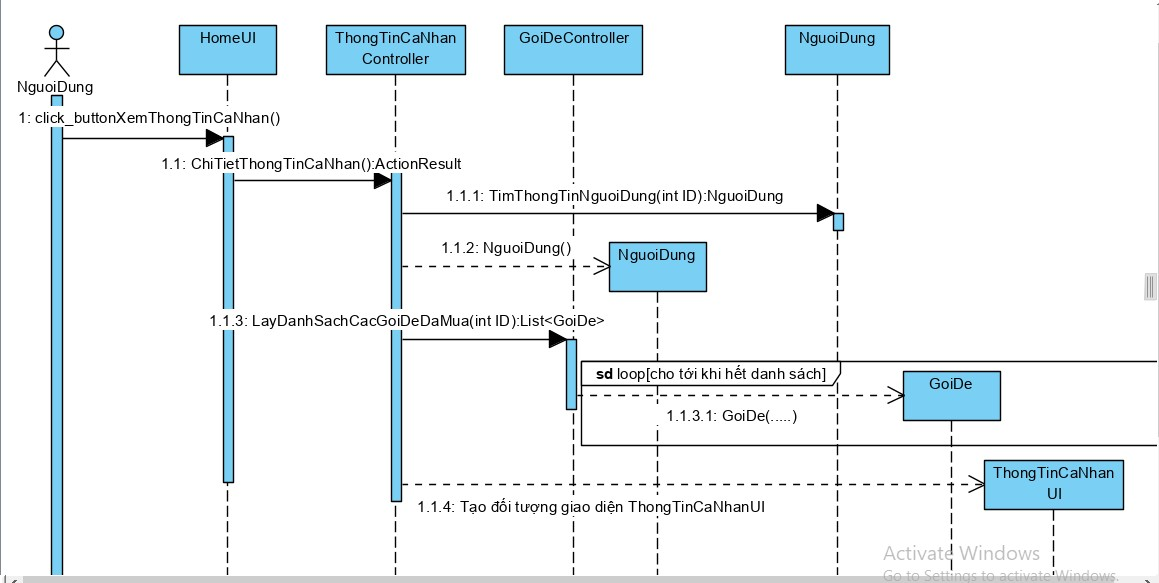 HomeUI
ThongTinCaNhan
Controller
GoiDeController
NguoiDung
NguoiDung
1: click_buttonXemThongTinCaNhan()
1.1: ChiTietThongTinCaNhan():ActionResult
1.1.1: TimThongTinNguoiDung(int ID):NguoiDung
1.1.2: NguoiDung()
NguoiDung
1.1.3: LayDanhSachCacGoiDeDaMua(int ID):List<GoiDe>
sd loop[cho tới khi hết danh sách]
GoiDe
1.1.3.1: GoiDe(.....)
ThongTinCaNhan
UI
1.1.4: Tạo đối tượng giao diện ThongTinCaNhanUI
Activate Windows
Go to Settings to activate Windows.